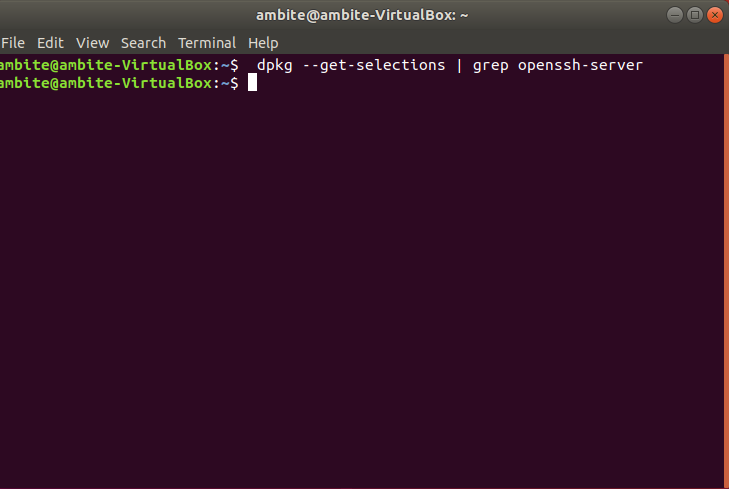 ambite@ambite-VirtualBox: ~
File Edit View Search Terminal Help
ambite@ambite-VirtualBox:~$  dpkg --get-selections | grep openssh-server
ambite@ambite-VirtualBox:~$